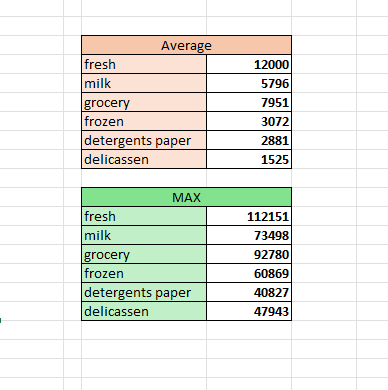 Average
fresh 12000
milk 5796
grocery 7951
frozen 3072
detergents paper 2881
delicassen 1525
MAX
fresh 112151
milk 73498
grocery 92780
frozen 60869
detergents paper 40827
delicassen 47943